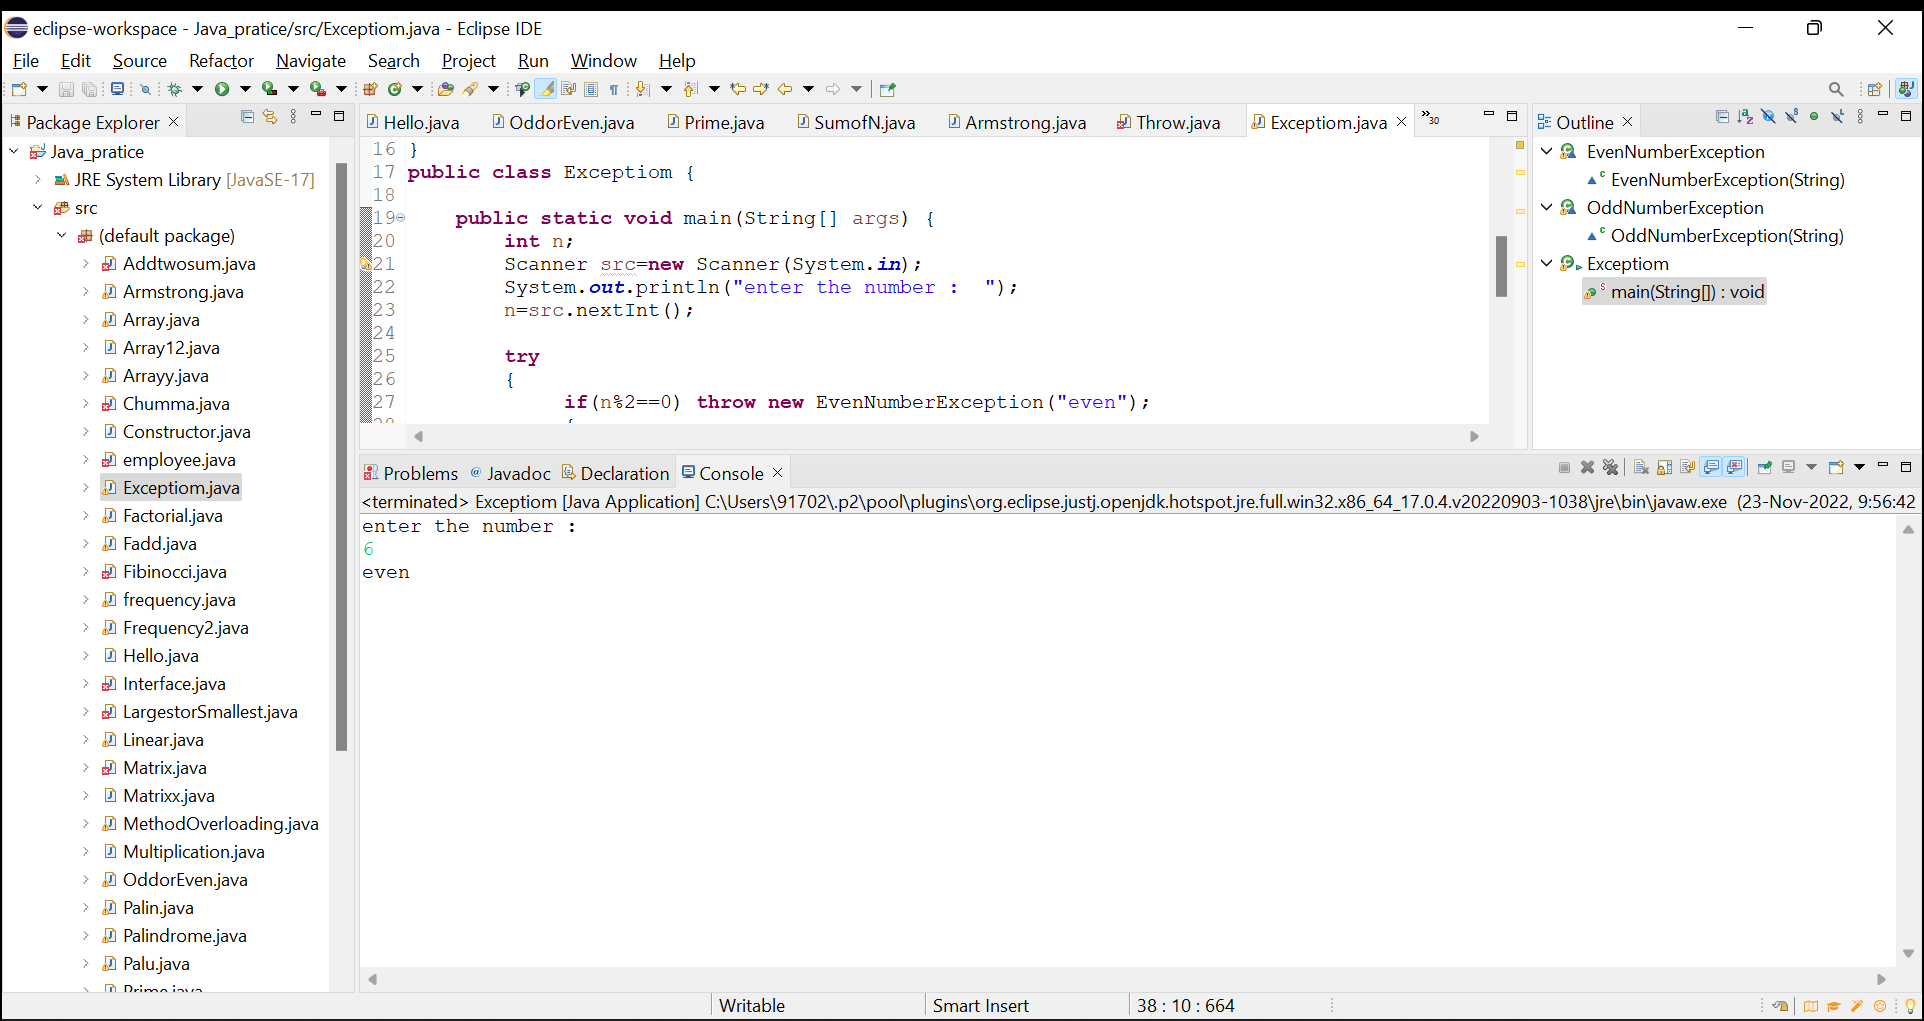 eclipse-workspace - Java_pratice/src/Exceptiom.java - Eclipse IDE
File Edit Source Refactor Navigate Search Project Run Window Help
Package Explorer
Java_pratice
JRE System Library [JavaSE-17]
src
(default package)
Addtwosum.java
Armstrong.java
Array.java
Array12.java
Arrayy.java
Chumma.java
Constructor.java
employee.java
Exceptiom.java
Factorial.java
Fadd.java
Fibinocci.java
frequency.java
Frequency2.java
Hello.java
Interface.java
LargestorSmallest.java
Linear.java
Matrix.java
Matrixx.java
MethodOverloading.java
Multiplication.java
OddorEven.java
Palin.java
Palindrome.java
Palu.java
Prime.java
Hello.java OddorEven.java Prime.java SumofN.java Armstrong.java Throw.java Exceptiom.java »30
16 }
17 public class Exceptiom {
18
19 public static void main(String[] args) {
20 int n;
21 Scanner src=new Scanner(System.in);
22 System.out.println("enter the number :  ");
23 n=src.nextInt();
24
25 try
26 {
27 if(n%2==0) throw new EvenNumberException("even");
Outline
EvenNumberException
EvenNumberException(String)
OddNumberException
OddNumberException(String)
Exceptiom
main(String[]) : void
Problems Javadoc Declaration Console
<terminated> Exceptiom [Java Application] C:\Users\91702\.p2\pool\plugins\org.eclipse.justj.openjdk.hotspot.jre.full.win32.x86_64_17.0.4.v20220903-1038\jre\bin\javaw.exe (23-Nov-2022, 9:56:42
enter the number :
6
even
Writable Smart Insert 38 : 10 : 664